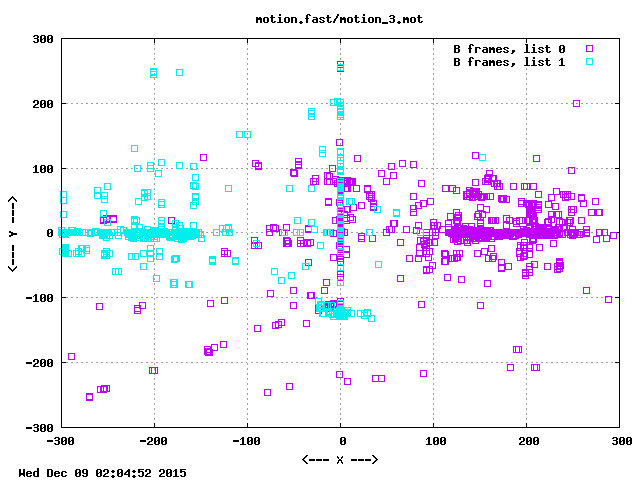 motion.fast/motion_3.mot
B frames, list 0
B frames, list 1
300
200
100
0
-100
-200
-300
<--- Y --->
-300 -200 -100 0 100 200 300
<--- X --->
Wed Dec 09 02:04:52 2015